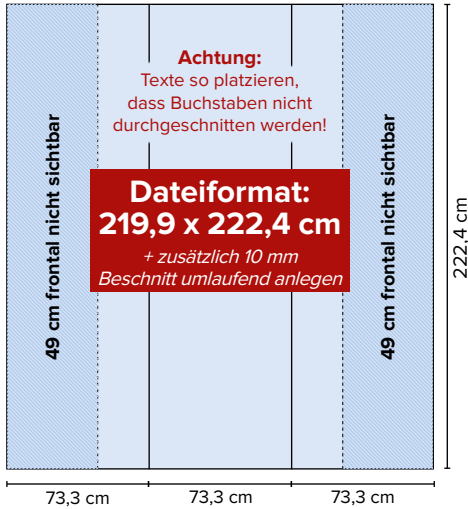 Achtung:
Texte so platzieren,
dass Buchstaben nicht
durchgeschnitten werden!
49 cm frontal nicht sichtbar
Dateiformat:
219,9 x 222,4 cm
+ zusätzlich 10 mm
Beschnitt umlaufend anlegen
49 cm frontal nicht sichtbar
222,4 cm
73,3 cm
73,3 cm
73,3 cm